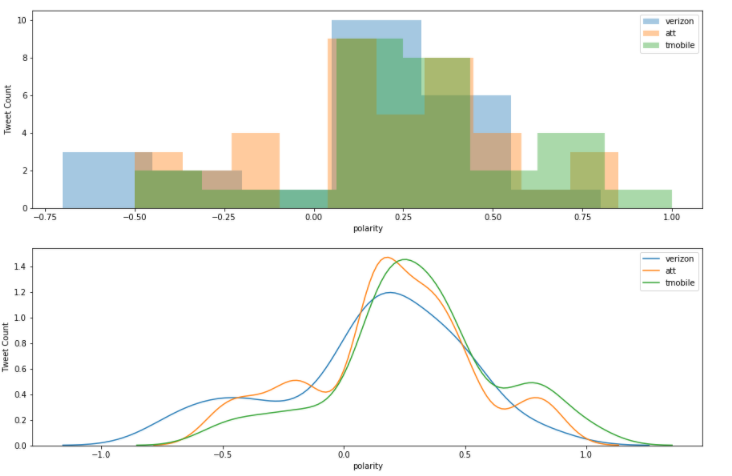 10
8
6
4
2
0
Tweet Count
−0.75 −0.50 −0.25 0.00 0.25 0.50 0.75 1.00
polarity
verizon
att
tmobile
1.4
1.2
1.0
0.8
0.6
0.4
0.2
0.0
Tweet Count
−1.0 −0.5 0.0 0.5 1.0
polarity
verizon
att
tmobile